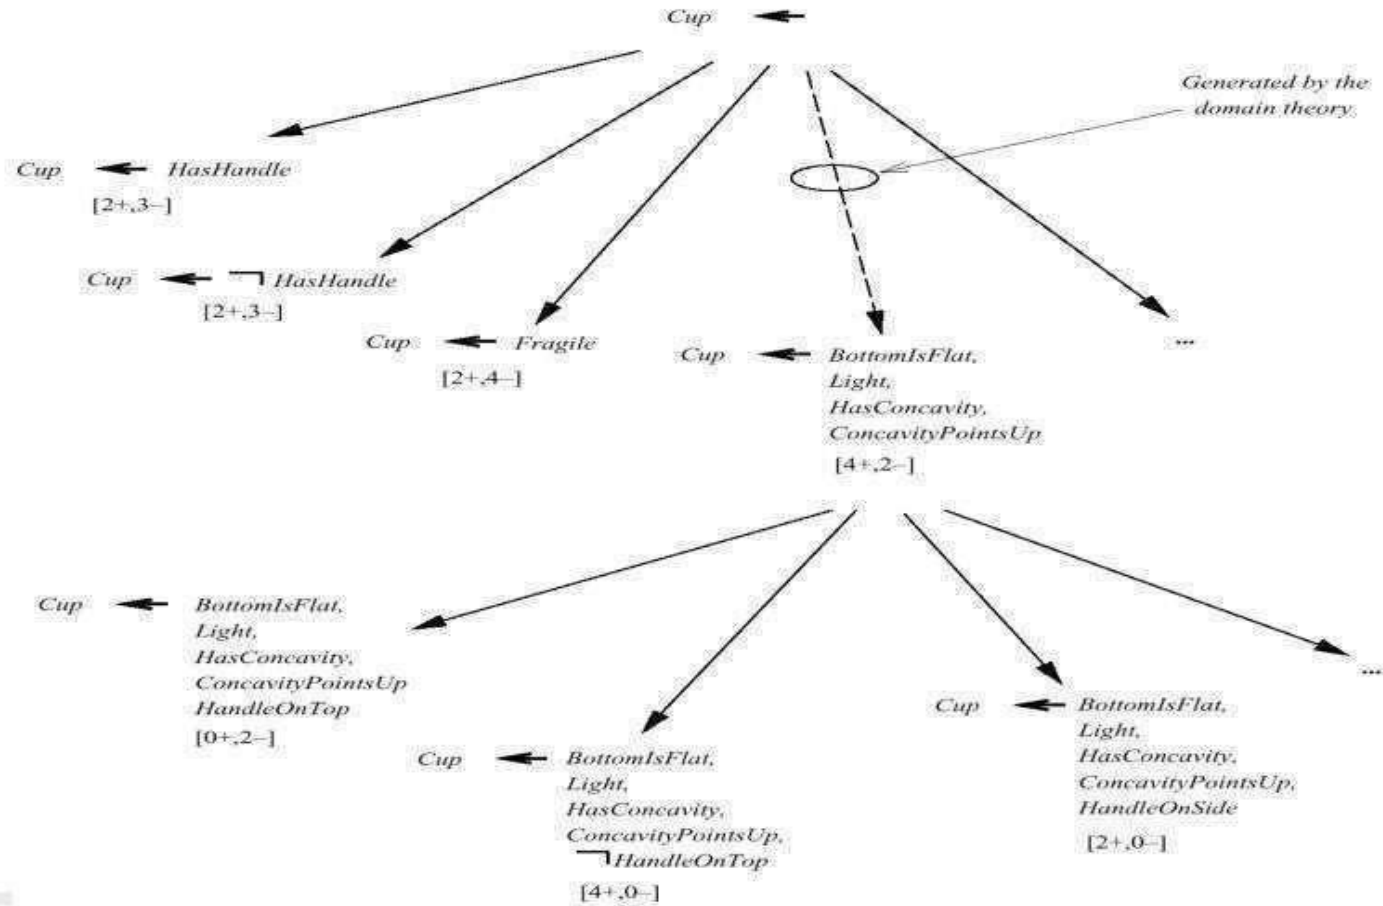 Cup ←
Generated by the
domain theory
Cup ← HasHandle
[2+,3–]
Cup ← ¬ HasHandle
[2+,3–]
Cup ← Fragile
[2+,4–]
Cup ← BottomIsFlat,
Light,
HasConcavity,
ConcavityPointsUp
[4+,2–]
...
Cup ← BottomIsFlat,
Light,
HasConcavity,
ConcavityPointsUp
HandleOnTop
[0+,2–]
Cup ← BottomIsFlat,
Light,
HasConcavity,
ConcavityPointsUp,
¬HandleOnTop
[4+,0–]
Cup ← BottomIsFlat,
Light,
HasConcavity,
ConcavityPointsUp,
HandleOnSide
[2+,0–]
...